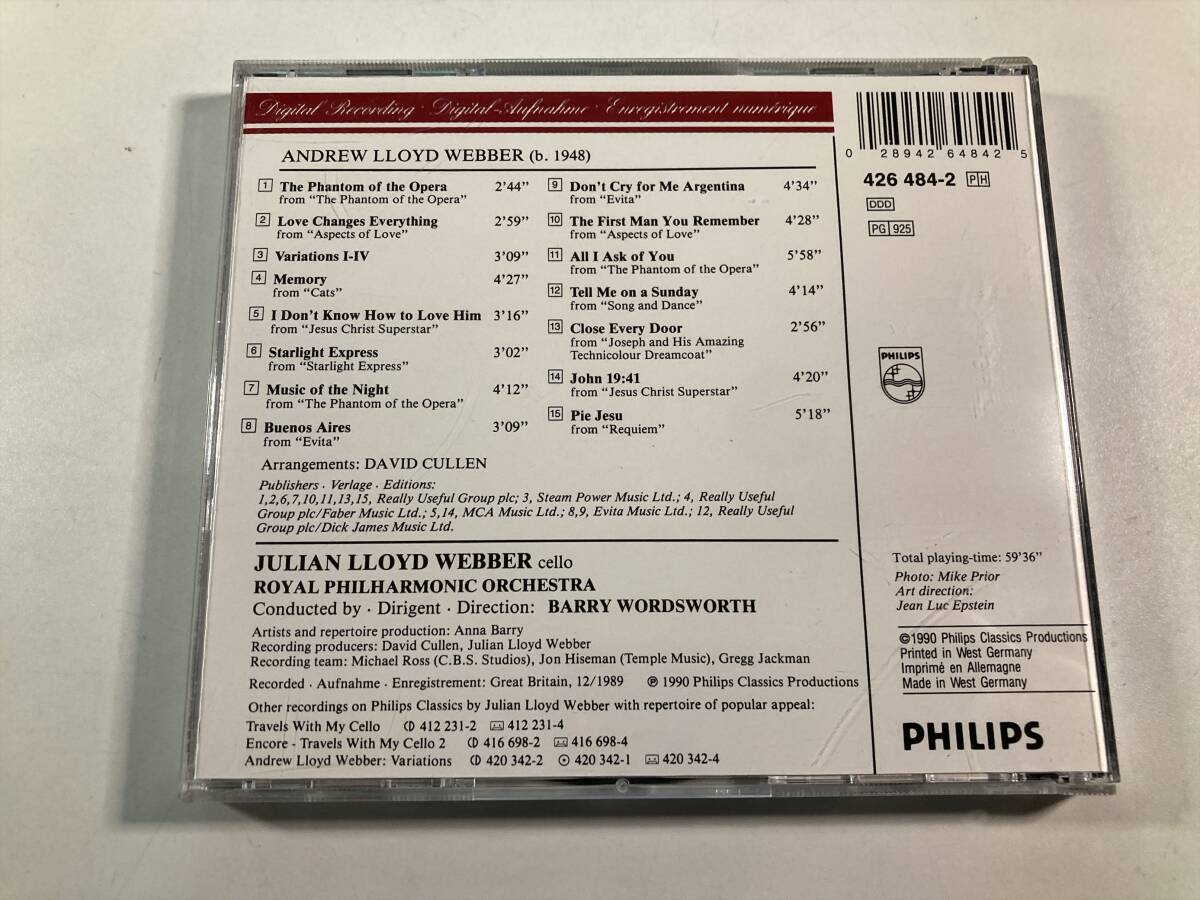 Digital Recording · Digital-Aufnahme · Enregistrement numérique
ANDREW LLOYD WEBBER (b. 1948)
1 The Phantom of the Opera 2’44”
from “The Phantom of the Opera”
2 Love Changes Everything 2’59”
from “Aspects of Love”
3 Variations I-IV 3’09”
4 Memory 4’27”
from “Cats”
5 I Don’t Know How to Love Him 3’16”
from “Jesus Christ Superstar”
6 Starlight Express 3’02”
from “Starlight Express”
7 Music of the Night 4’12”
from “The Phantom of the Opera”
8 Buenos Aires 3’09”
from “Evita”
9 Don’t Cry for Me Argentina 4’34”
from “Evita”
10 The First Man You Remember 4’28”
from “Aspects of Love”
11 All I Ask of You 5’58”
from “The Phantom of the Opera”
12 Tell Me on a Sunday 4’14”
from “Song and Dance”
13 Close Every Door 2’56”
from “Joseph and His Amazing
Technicolour Dreamcoat”
14 John 19:41 4’20”
from “Jesus Christ Superstar”
15 Pie Jesu 5’18”
from “Requiem”
Arrangements: DAVID CULLEN
Publishers · Verlage · Editions:
1,2,6,7,10,11,13,15, Really Useful Group plc; 3, Steam Power Music Ltd.; 4, Really Useful
Group plc/Faber Music Ltd.; 5,14, MCA Music Ltd.; 8,9, Evita Music Ltd.; 12, Really Useful
Group plc/Dick James Music Ltd.
JULIAN LLOYD WEBBER cello
ROYAL PHILHARMONIC ORCHESTRA
Conducted by · Dirigent · Direction: BARRY WORDSWORTH
Artists and repertoire production: Anna Barry
Recording producers: David Cullen, Julian Lloyd Webber
Recording team: Michael Ross (C.B.S. Studios), Jon Hiseman (Temple Music), Gregg Jackman
Recorded · Aufnahme · Enregistrement: Great Britain, 12/1989 ℗ 1990 Philips Classics Productions
Other recordings on Philips Classics by Julian Lloyd Webber with repertoire of popular appeal:
Travels With My Cello 412 231-2 412 231-4
Encore - Travels With My Cello 2 416 698-2 416 698-4
Andrew Lloyd Webber: Variations 420 342-2 420 342-1 420 342-4
0 28942 64842 5
426 484-2 PH
DDD
PG 925
PHILIPS
Total playing-time: 59’36”
Photo: Mike Prior
Art direction:
Jean Luc Epstein
©1990 Philips Classics Productions
Printed in West Germany
Imprimé en Allemagne
Made in West Germany
PHILIPS